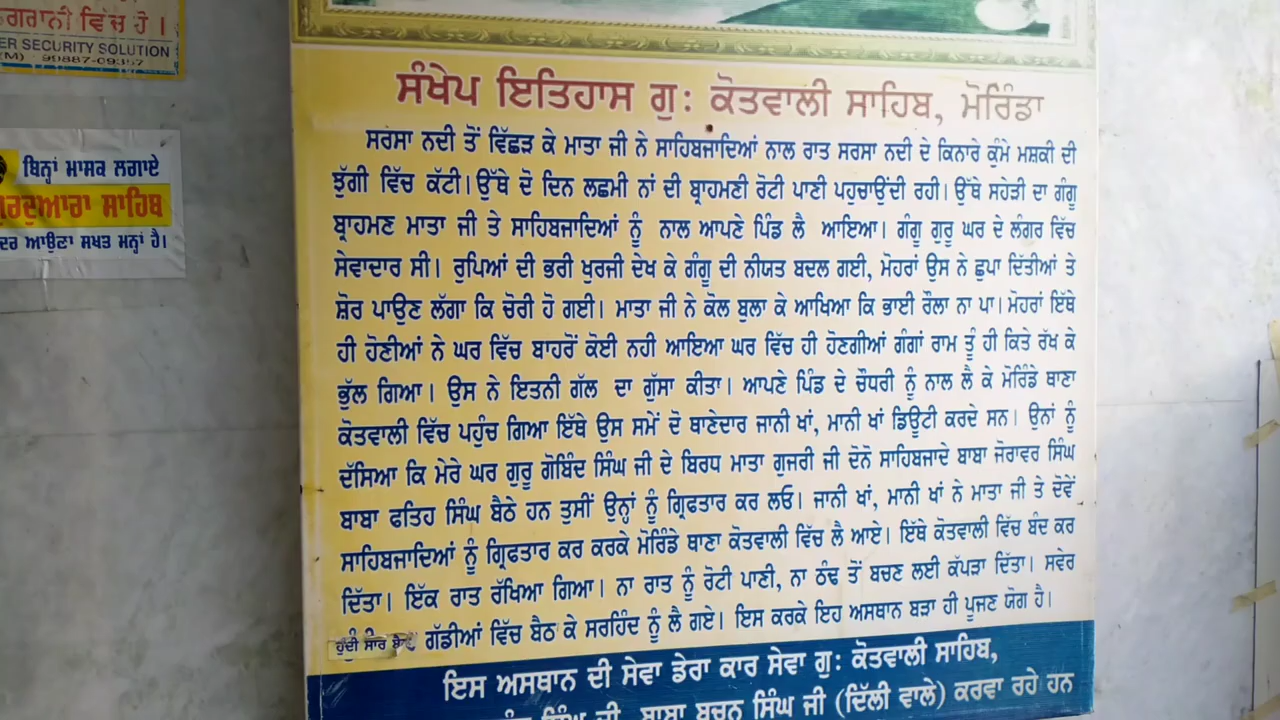 ਗਰਾਨੀ ਵਿੱਚ ਹੈ।
ER SECURITY SOLUTION
(M) 99887-09357
ਬਿਨ੍ਹਾਂ ਮਾਸਕ ਲਗਾਏ
ਰਦੁਆਰਾ ਸਾਹਿਬ
ਦਰ ਆਉਣਾ ਸਖਤ ਮਨ੍ਹਾਂ ਹੈ।
ਸੰਖੇਪ ਇਤਿਹਾਸ ਗੁ: ਕੋਤਵਾਲੀ ਸਾਹਿਬ, ਮੋਰਿੰਡਾ
ਸਰਸਾ ਨਦੀ ਤੋਂ ਵਿੱਛੜ ਕੇ ਮਾਤਾ ਜੀ ਨੇ ਸਾਹਿਬਜਾਦਿਆਂ ਨਾਲ ਰਾਤ ਸਰਸਾ ਨਦੀ ਦੇ ਕਿਨਾਰੇ ਕੁੰਮੇ ਮਸ਼ਕੀ ਦੀ
ਝੁੱਗੀ ਵਿੱਚ ਕੱਟੀ। ਉੱਥੇ ਦੋ ਦਿਨ ਲਛਮੀ ਨਾਂ ਦੀ ਬ੍ਰਾਹਮਣੀ ਰੋਟੀ ਪਾਣੀ ਪਹੁਚਾਉਂਦੀ ਰਹੀ। ਉੱਥੇ ਸਹੇੜੀ ਦਾ ਗੰਗੂ
ਬ੍ਰਾਹਮਣ ਮਾਤਾ ਜੀ ਤੇ ਸਾਹਿਬਜਾਦਿਆਂ ਨੂੰ ਨਾਲ ਆਪਣੇ ਪਿੰਡ ਲੈ ਆਇਆ। ਗੰਗੂ ਗੁਰੂ ਘਰ ਦੇ ਲੰਗਰ ਵਿੱਚ
ਸੇਵਾਦਾਰ ਸੀ। ਰੁਪਿਆਂ ਦੀ ਭਰੀ ਖੁਰਜੀ ਦੇਖ ਕੇ ਗੰਗੂ ਦੀ ਨੀਯਤ ਬਦਲ ਗਈ, ਮੋਹਰਾਂ ਉਸ ਨੇ ਛੁਪਾ ਦਿੱਤੀਆਂ ਤੇ
ਸ਼ੋਰ ਪਾਉਣ ਲੱਗਾ ਕਿ ਚੋਰੀ ਹੋ ਗਈ। ਮਾਤਾ ਜੀ ਨੇ ਕੋਲ ਬੁਲਾ ਕੇ ਆਖਿਆ ਕਿ ਭਾਈ ਰੌਲਾ ਨਾ ਪਾ। ਮੋਹਰਾਂ ਇੱਥੇ
ਹੀ ਹੋਣੀਆਂ ਨੇ ਘਰ ਵਿੱਚ ਬਾਹਰੋਂ ਕੋਈ ਨਹੀ ਆਇਆ ਘਰ ਵਿੱਚ ਹੀ ਹੋਣਗੀਆਂ ਗੰਗਾਂ ਰਾਮ ਤੂੰ ਹੀ ਕਿਤੇ ਰੱਖ ਕੇ
ਭੁੱਲ ਗਿਆ। ਉਸ ਨੇ ਇਤਨੀ ਗੱਲ ਦਾ ਗੁੱਸਾ ਕੀਤਾ। ਆਪਣੇ ਪਿੰਡ ਦੇ ਚੌਧਰੀ ਨੂੰ ਨਾਲ ਲੈ ਕੇ ਮੋਰਿੰਡੇ ਥਾਣਾ
ਕੋਤਵਾਲੀ ਵਿੱਚ ਪਹੁੰਚ ਗਿਆ ਇੱਥੇ ਉਸ ਸਮੇਂ ਦੋ ਥਾਣੇਦਾਰ ਜਾਨੀ ਖਾਂ, ਮਾਨੀ ਖਾਂ ਡਿਊਟੀ ਕਰਦੇ ਸਨ। ਉਨਾਂ ਨੂੰ
ਦੱਸਿਆ ਕਿ ਮੇਰੇ ਘਰ ਗੁਰੂ ਗੋਬਿੰਦ ਸਿੰਘ ਜੀ ਦੇ ਬਿਰਧ ਮਾਤਾ ਗੁਜਰੀ ਜੀ ਦੋਨੋ ਸਾਹਿਬਜਾਦੇ ਬਾਬਾ ਜੋਰਾਵਰ ਸਿੰਘ
ਬਾਬਾ ਫਤਿਹ ਸਿੰਘ ਬੈਠੇ ਹਨ ਤੁਸੀਂ ਉਨ੍ਹਾਂ ਨੂੰ ਗ੍ਰਿਫਤਾਰ ਕਰ ਲਓ। ਜਾਨੀ ਖਾਂ, ਮਾਨੀ ਖਾਂ ਨੇ ਮਾਤਾ ਜੀ ਤੇ ਦੋਵੇਂ
ਸਾਹਿਬਜਾਦਿਆਂ ਨੂੰ ਗ੍ਰਿਫਤਾਰ ਕਰ ਕਰਕੇ ਮੋਰਿੰਡੇ ਥਾਣਾ ਕੋਤਵਾਲੀ ਵਿੱਚ ਲੈ ਆਏ। ਇੱਥੇ ਕੋਤਵਾਲੀ ਵਿੱਚ ਬੰਦ ਕਰ
ਦਿੱਤਾ। ਇੱਕ ਰਾਤ ਰੱਖਿਆ ਗਿਆ। ਨਾ ਰਾਤ ਨੂੰ ਰੋਟੀ ਪਾਣੀ, ਨਾ ਠੰਢ ਤੋਂ ਬਚਣ ਲਈ ਕੱਪੜਾ ਦਿੱਤਾ। ਸਵੇਰ
ਹੁੰਦੀ ਸਾਰ ਗੱਡੀਆਂ ਵਿੱਚ ਬੈਠ ਕੇ ਸਰਹਿੰਦ ਨੂੰ ਲੈ ਗਏ। ਇਸ ਕਰਕੇ ਇਹ ਅਸਥਾਨ ਬੜਾ ਹੀ ਪੂਜਣ ਯੋਗ ਹੈ।
ਇਸ ਅਸਥਾਨ ਦੀ ਸੇਵਾ ਡੇਰਾ ਕਾਰ ਸੇਵਾ ਗੁ: ਕੋਤਵਾਲੀ ਸਾਹਿਬ,
ਸਿੰਘ ਜੀ, ਬਾਬਾ ਬਚਨ ਸਿੰਘ ਜੀ (ਦਿੱਲੀ ਵਾਲੇ) ਕਰਵਾ ਰਹੇ ਹਨ